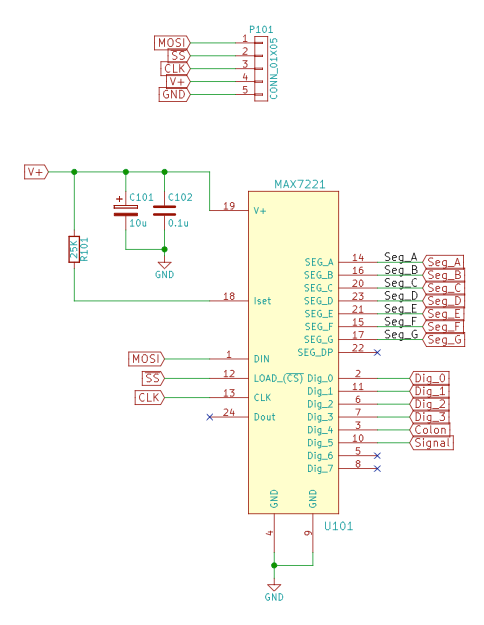 P101
MOSI 1
SS 2
CLK 3
V+ 4
GND 5
CONN_01X05
V+
C101
10u
C102
0.1u
GND
25K
R101
MAX7221
19 V+
18 Iset
MOSI 1 DIN
SS 12 LOAD_(CS)
CLK 13 CLK
24 Dout
SEG_A 14 Seg_A Seg_A
SEG_B 16 Seg_B Seg_B
SEG_C 20 Seg_C Seg_C
SEG_D 23 Seg_D Seg_D
SEG_E 21 Seg_E Seg_E
SEG_F 15 Seg_F Seg_F
SEG_G 17 Seg_G Seg_G
SEG_DP 22
Dig_0 2 Dig_0
Dig_1 11 Dig_1
Dig_2 6 Dig_2
Dig_3 7 Dig_3
Dig_4 3 Colon
Dig_5 10 Signal
Dig_6 5
Dig_7 8
GND GND
4 9
U101
GND